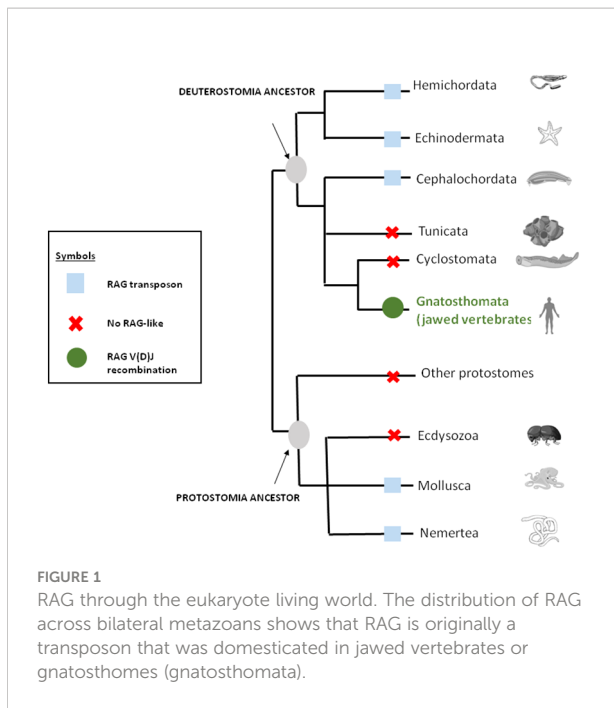 DEUTEROSTOMIA ANCESTOR
Hemichordata
Echinodermata
Cephalochordata
Tunicata
Cyclostomata
Gnatosthomata
(jawed vertebrates
Symbols
RAG transposon
No RAG-like
RAG V(D)J
recombination
Other protostomes
Ecdysozoa
Mollusca
Nemertea
PROTOSTOMIA ANCESTOR
FIGURE 1
RAG through the eukaryote living world. The distribution of RAG
across bilateral metazoans shows that RAG is originally a
transposon that was domesticated in jawed vertebrates or
gnatosthomes (gnatosthomata).